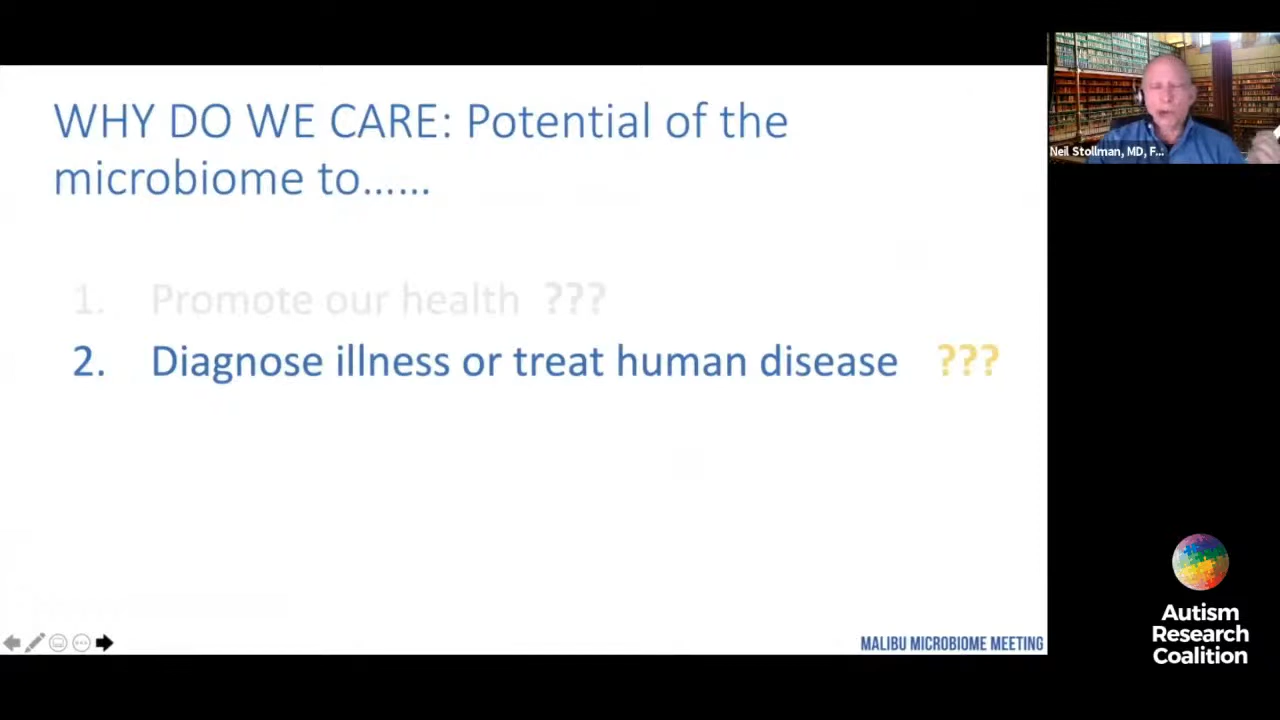 WHY DO WE CARE: Potential of the
microbiome to......
1. Promote our health ???
2. Diagnose illness or treat human disease ???
MALIBU MICROBIOME MEETING
Neil Stollman, MD, F...
Autism
Research
Coalition